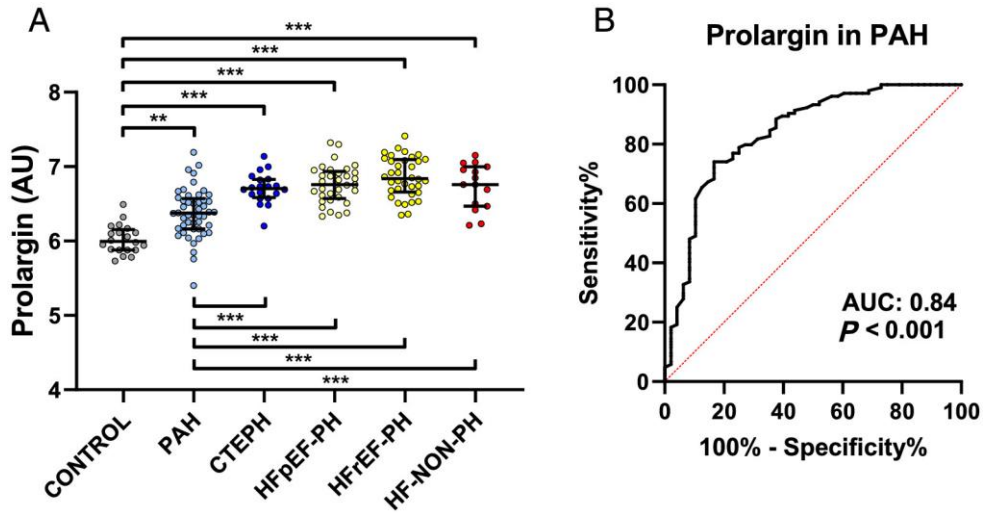 A
***
***
***
***
**
8
7
6
5
4
Prolargin (AU)
***
***
***
***
CONTROL
PAH
CTEPH
HFpEF-PH
HFrEF-PH
HF-NON-PH
B
Prolargin in PAH
100
80
60
40
20
0
Sensitivity%
AUC: 0.84
P < 0.001
0 20 40 60 80 100
100% - Specificity%